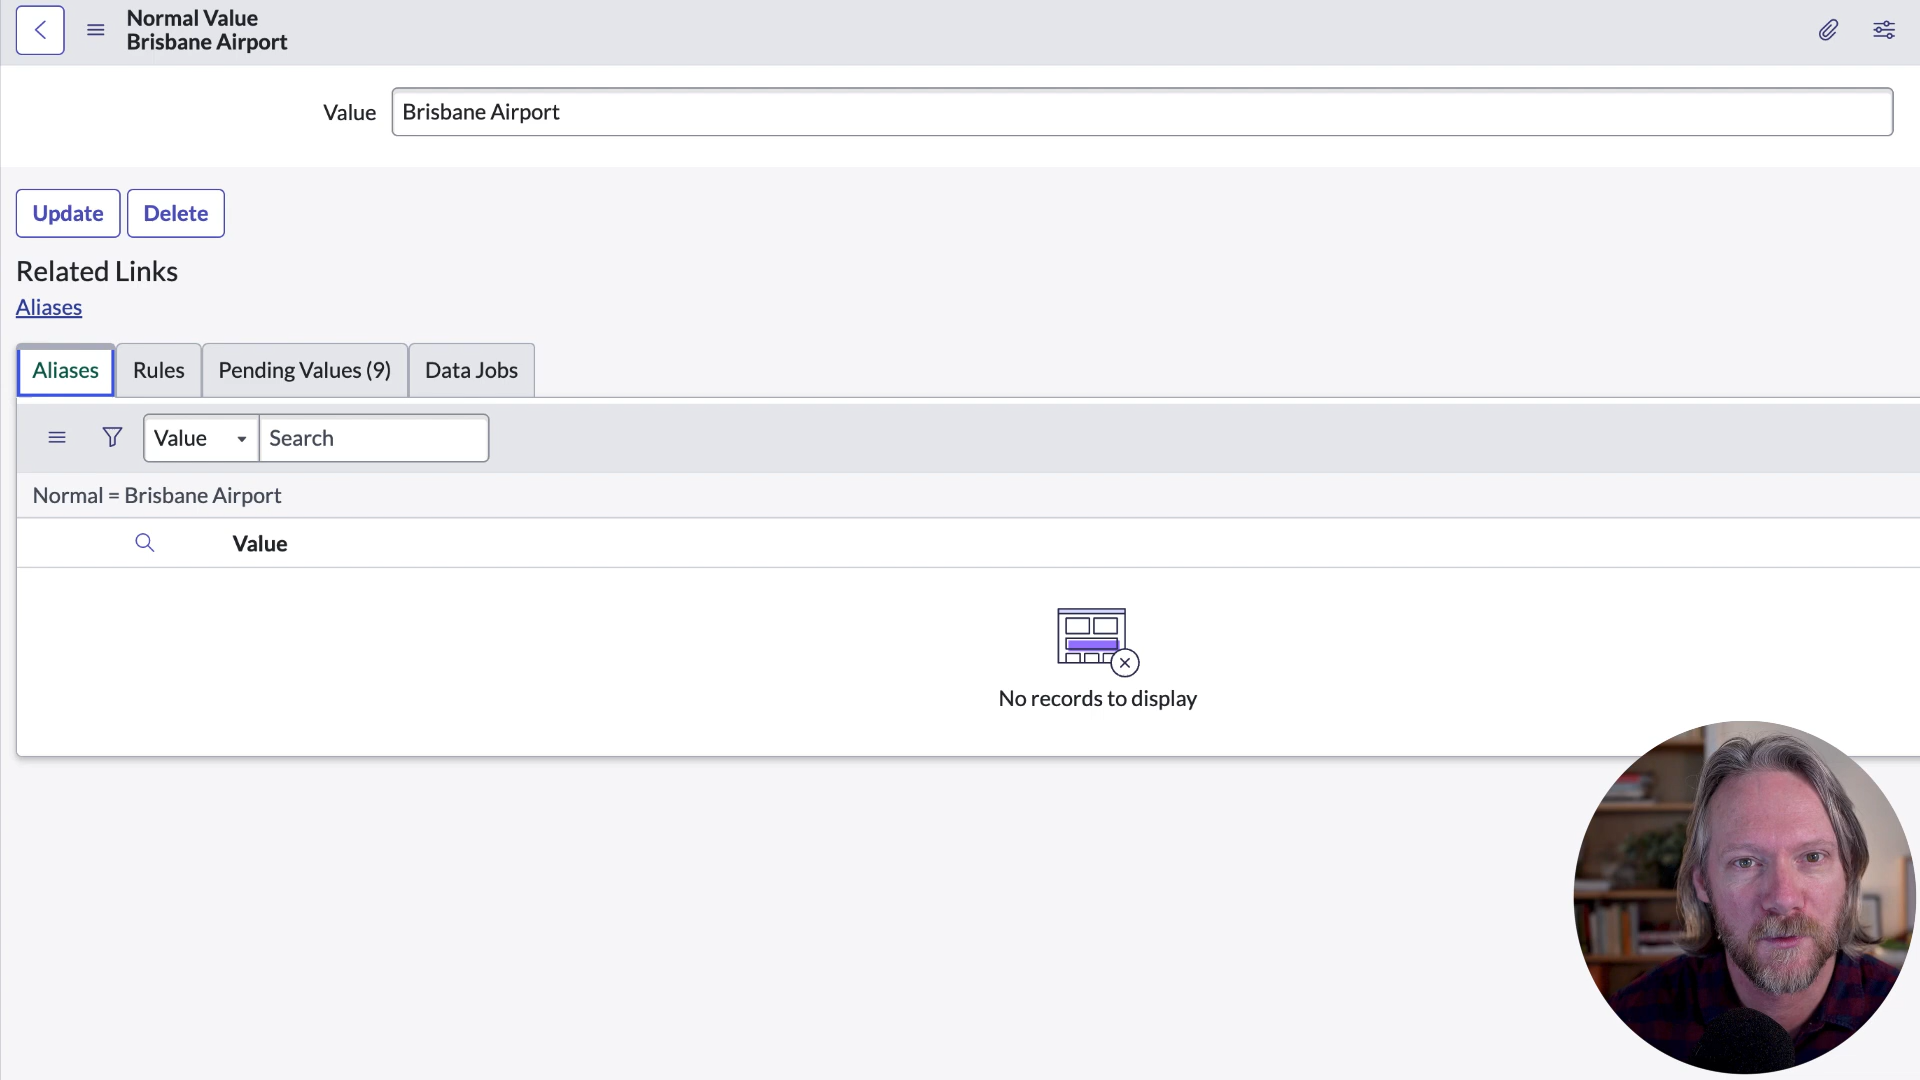 Normal Value
Brisbane Airport
Value Brisbane Airport
Update Delete
Related Links
Aliases
Aliases Rules Pending Values (9) Data Jobs
Value Search
Normal = Brisbane Airport
Value
No records to display